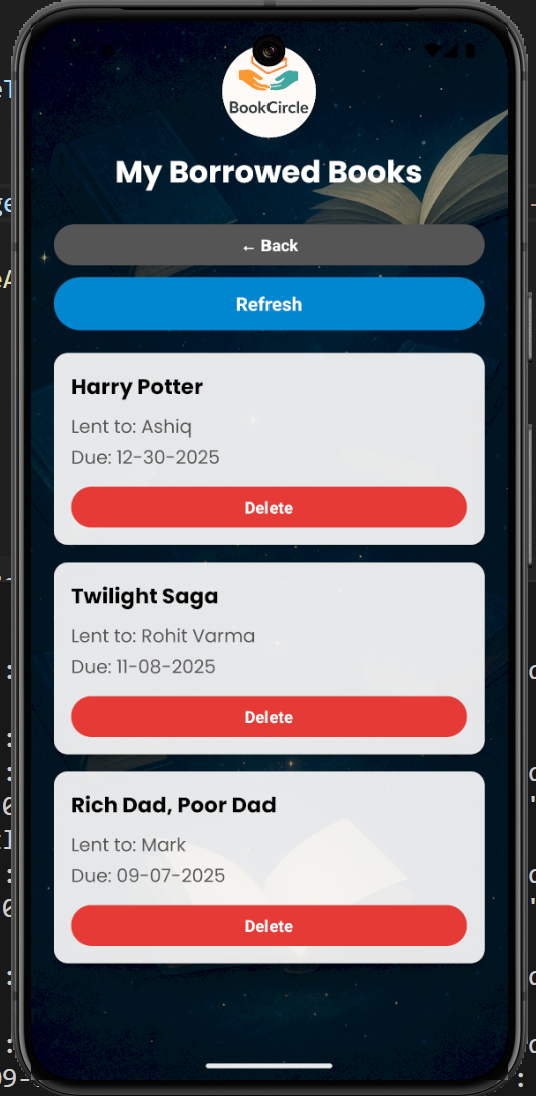 BookCircle
My Borrowed Books
← Back
Refresh
Harry Potter
Lent to: Ashiq
Due: 12-30-2025
Delete
Twilight Saga
Lent to: Rohit Varma
Due: 11-08-2025
Delete
Rich Dad, Poor Dad
Lent to: Mark
Due: 09-07-2025
Delete